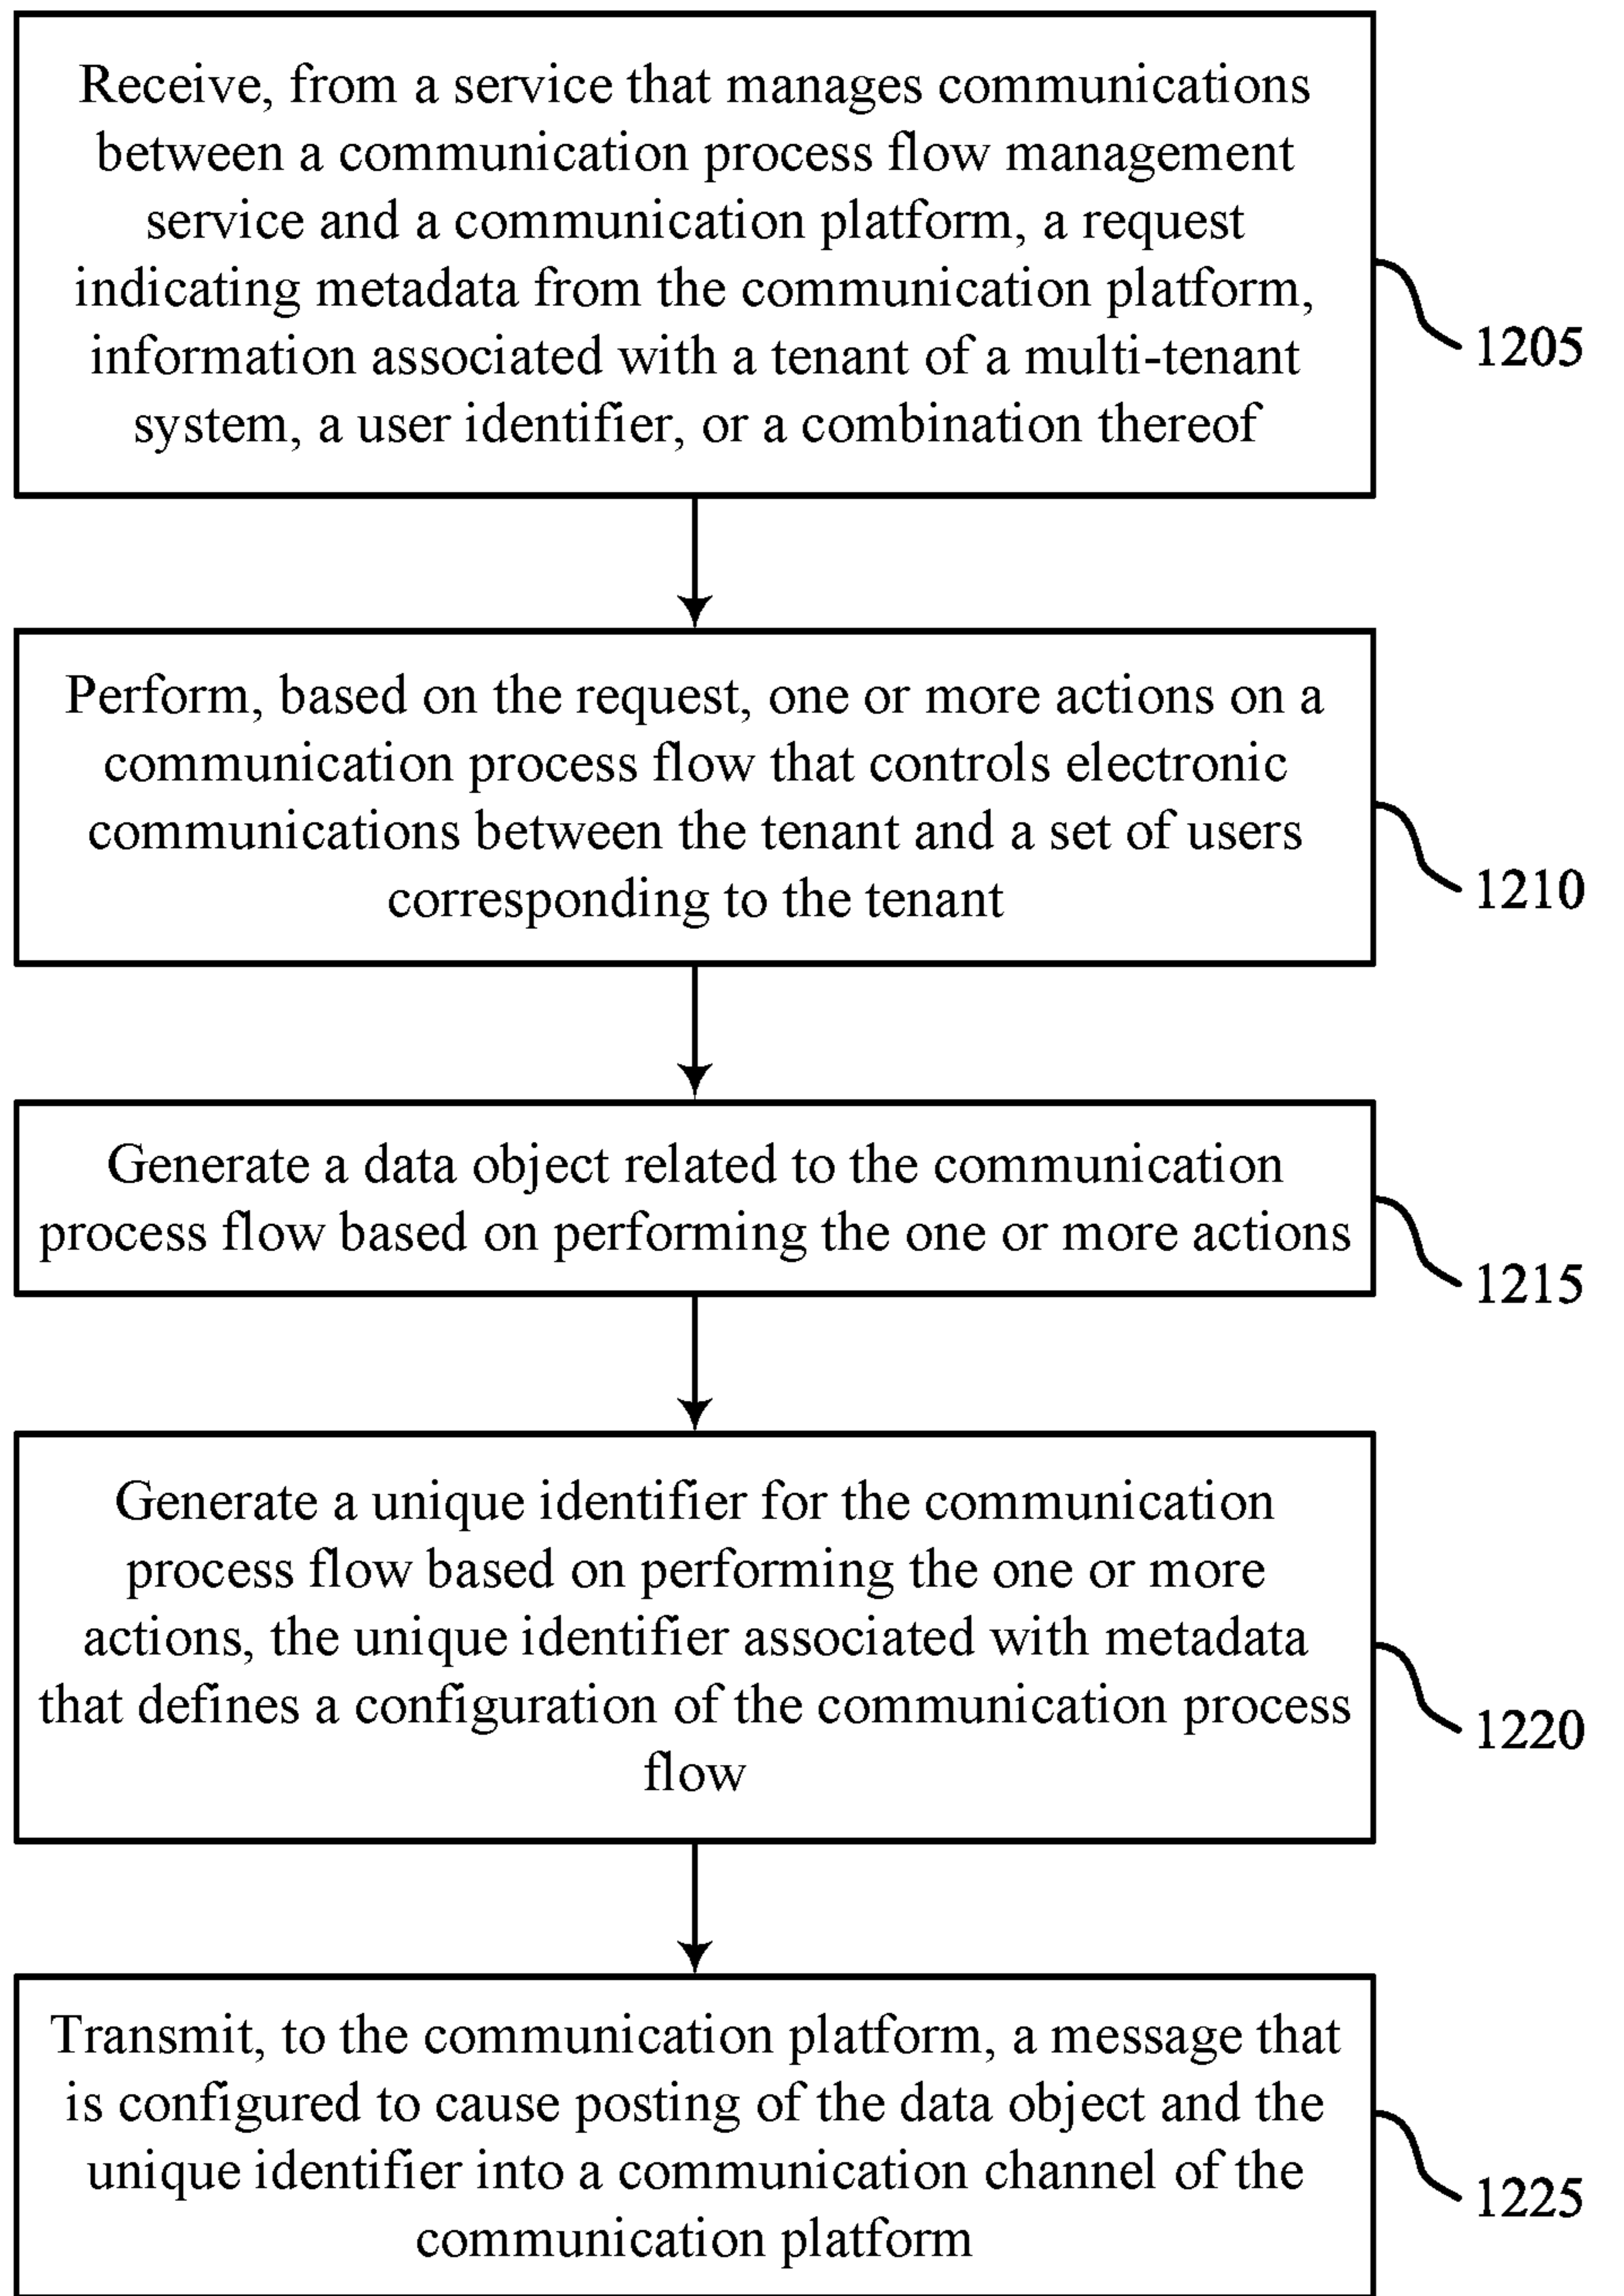 Receive, from a service that manages communications
between a communication process flow management
service and a communication platform, a request
indicating metadata from the communication platform,
information associated with a tenant of a multi-tenant
system, a user identifier, or a combination thereof
1205
Perform, based on the request, one or more actions on a
communication process flow that controls electronic
communications between the tenant and a set of users
corresponding to the tenant
1210
Generate a data object related to the communication
process flow based on performing the one or more actions
1215
Generate a unique identifier for the communication
process flow based on performing the one or more
actions, the unique identifier associated with metadata
that defines a configuration of the communication process
flow
1220
Transmit, to the communication platform, a message that
is configured to cause posting of the data object and the
unique identifier into a communication channel of the
communication platform
1225